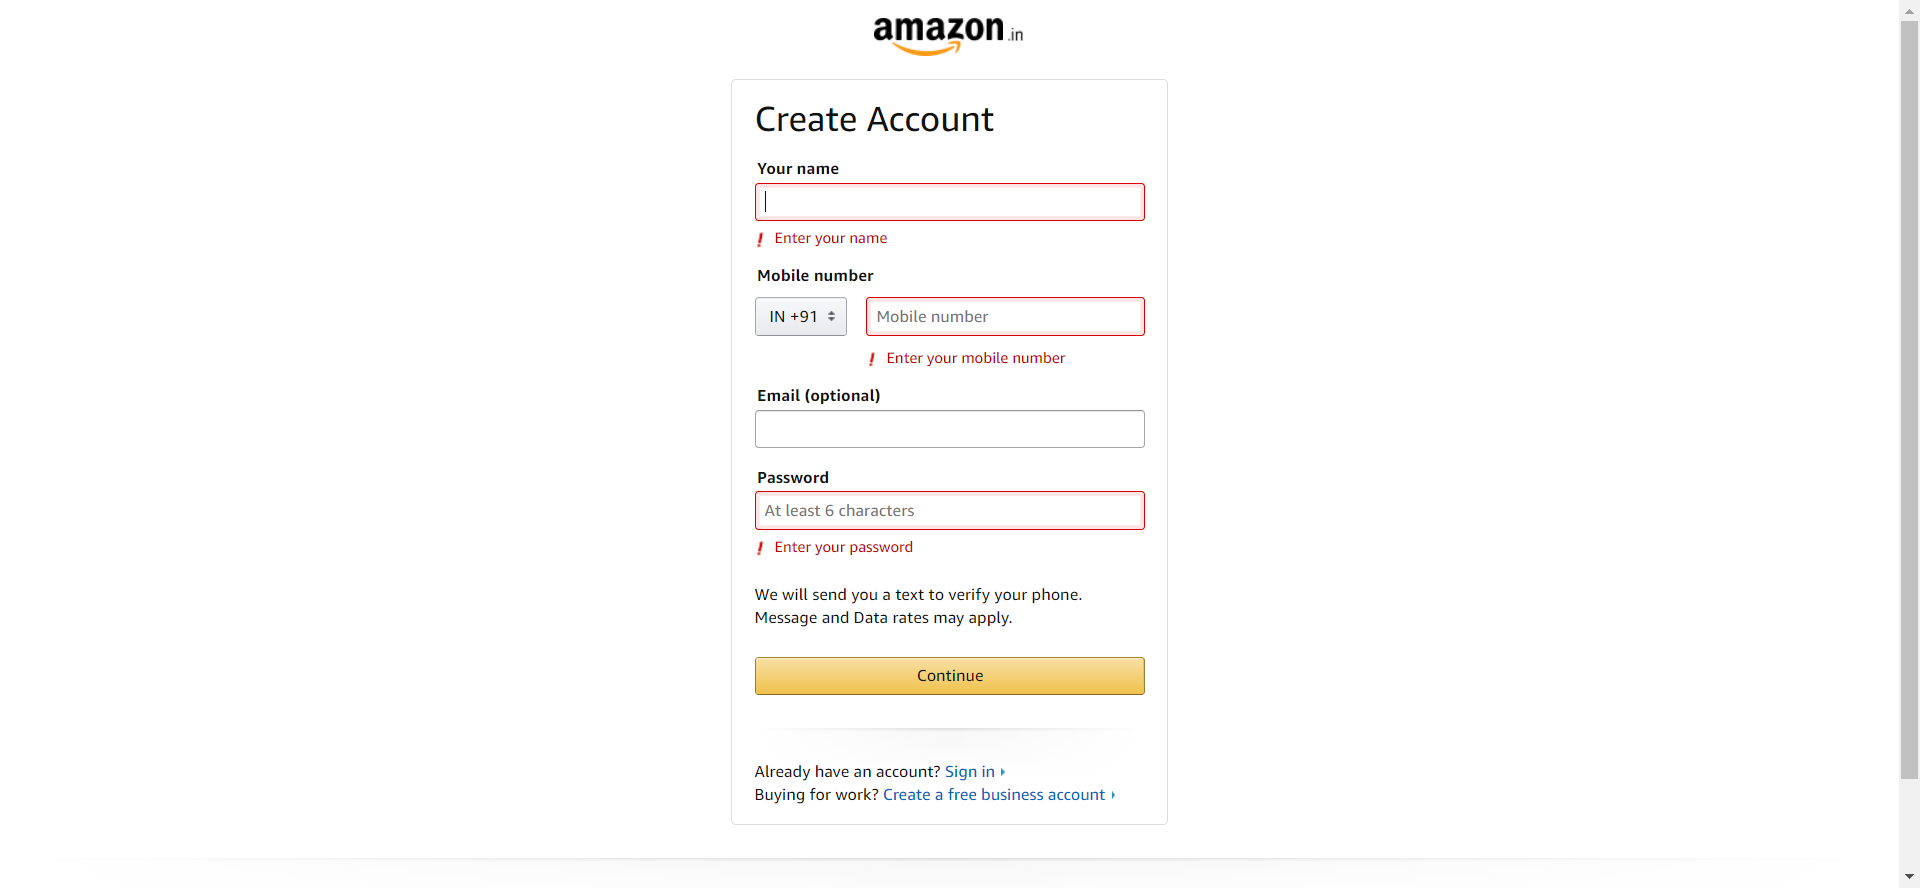 amazon.in
Create Account
Your name
Enter your name
Mobile number
IN +91 Mobile number
Enter your mobile number
Email (optional)
Password
At least 6 characters
Enter your password
We will send you a text to verify your phone.
Message and Data rates may apply.
Continue
Already have an account? Sign in
Buying for work? Create a free business account